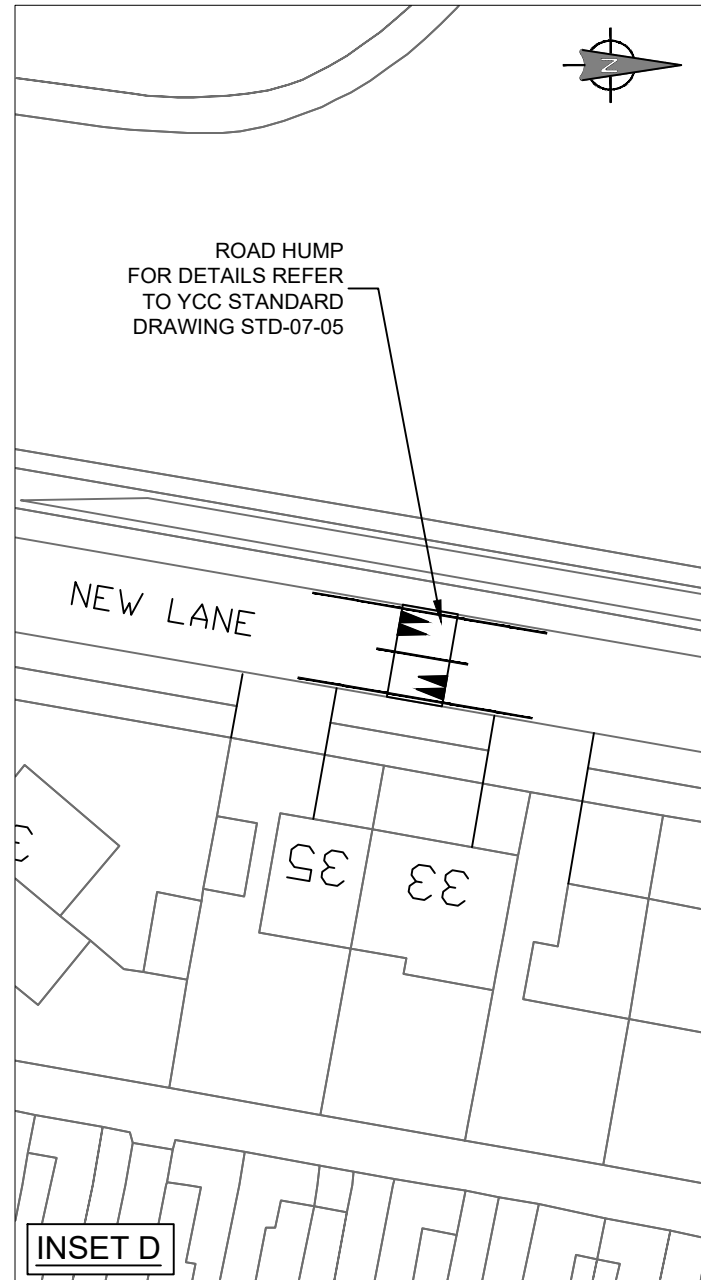 N
ROAD HUMP
FOR DETAILS REFER
TO YCC STANDARD
DRAWING STD-07-05
NEW LANE
35
33
INSET D